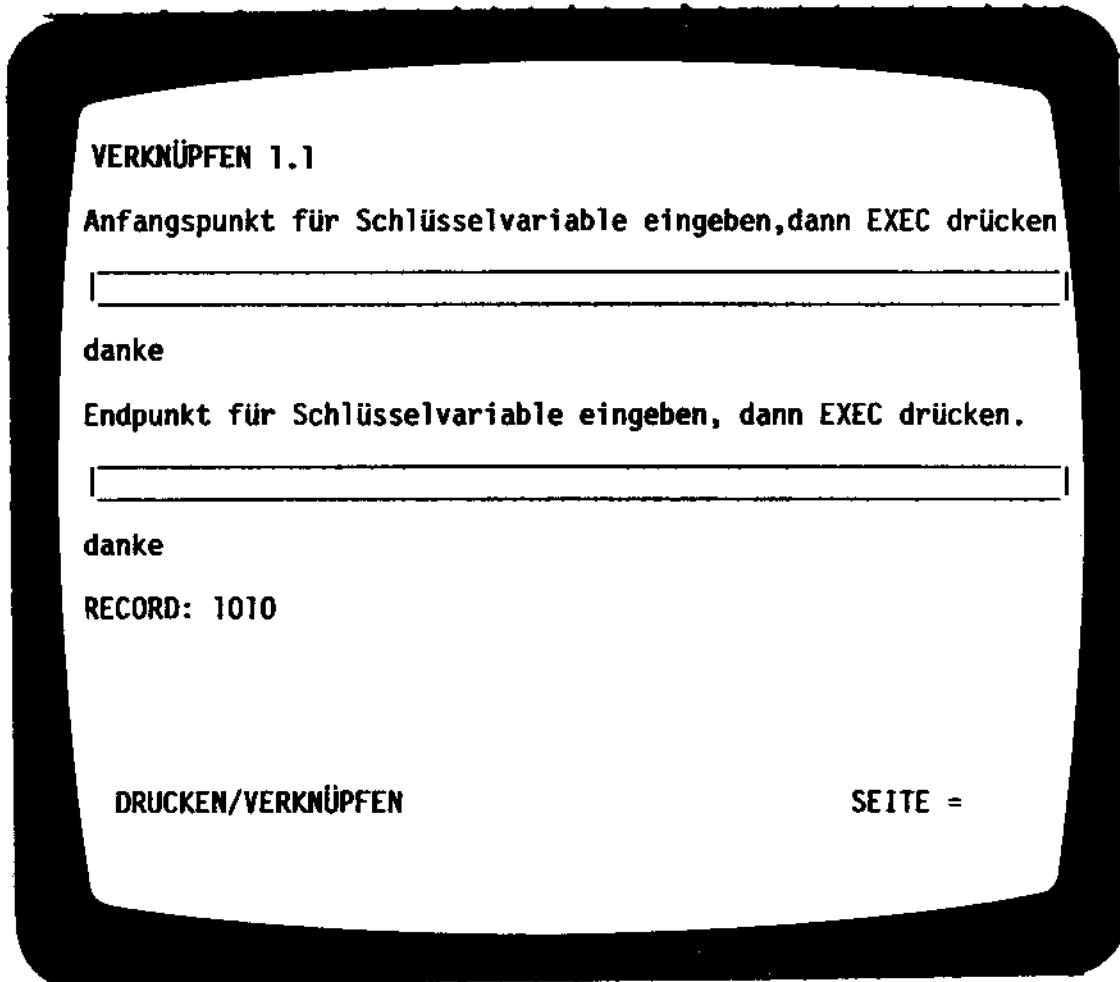 VERKNÜPFEN 1.1
Anfangspunkt für Schlüsselvariable eingeben,dann EXEC drücken
danke
Endpunkt für Schlüsselvariable eingeben, dann EXEC drücken.
danke
RECORD: 1010
DRUCKEN/VERKNÜPFEN SEITE =